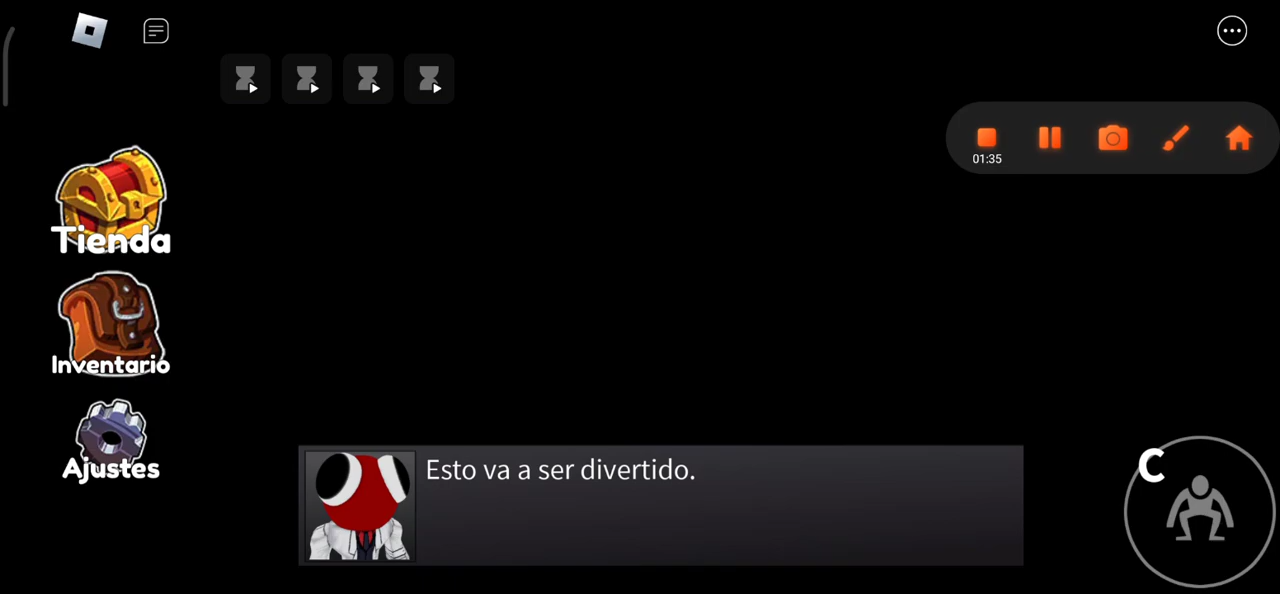 01:35
Tienda
Inventario
Ajustes
Esto va a ser divertido.
C